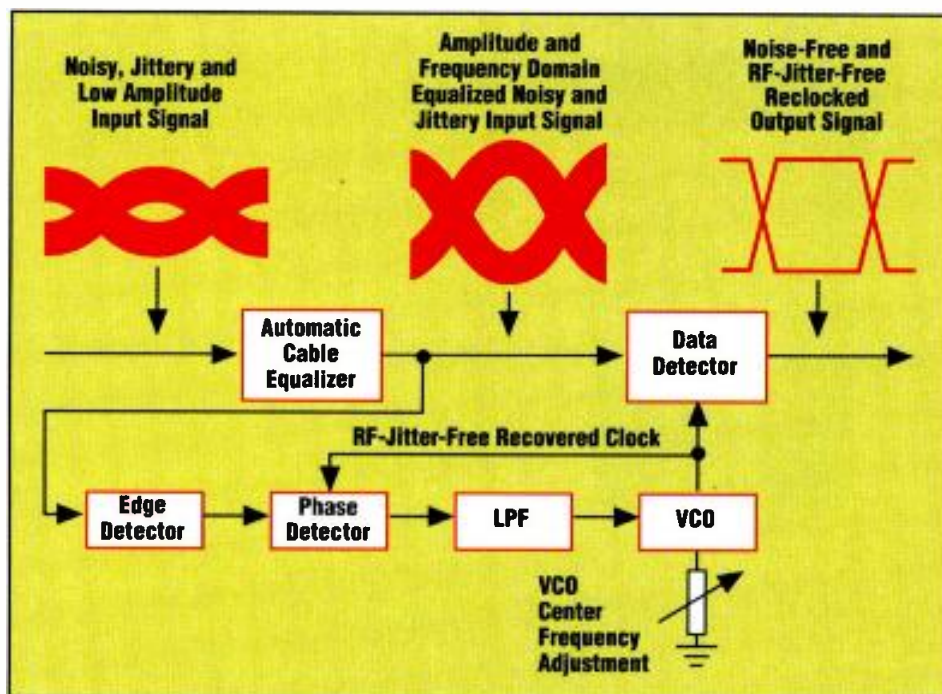 Noisy, Jittery and
Low Amplitude
Input Signal
Amplitude and
Frequency Domain
Equalized Noisy and
Jittery Input Signal
Noise-Free and
RF-Jitter-Free
Reclocked
Output Signal
Automatic
Cable
Equalizer
Data
Detector
RF-Jitter-Free Recovered Clock
Edge
Detector
Phase
Detector
LPF
VCO
VCO
Center
Frequency
Adjustment